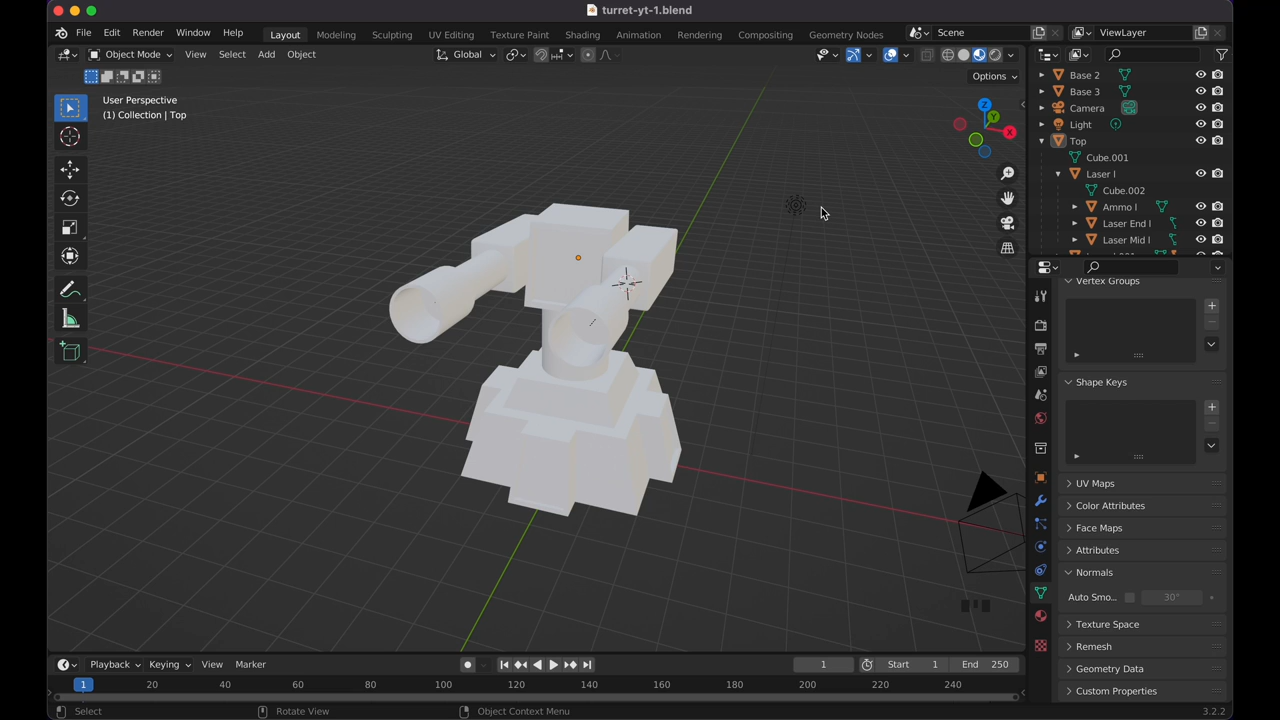 turret-yt-1.blend
File Edit Render Window Help Layout Modeling Sculpting UV Editing Texture Paint Shading Animation Rendering Compositing Geometry Nodes Scene ViewLayer
Object Mode View Select Add Object Global
Options
User Perspective
(1) Collection | Top
Z
Y
X
Base 2
Base 3
Camera
Light
Top
Cube.001
Laser l
Cube.002
Ammo l
Laser End l
Laser Mid l
Vertex Groups
Shape Keys
UV Maps
Color Attributes
Face Maps
Attributes
Normals
Auto Smo... 30°
Texture Space
Remesh
Geometry Data
Custom Properties
Playback Keying View Marker 1 Start 1 End 250
1 20 40 60 80 100 120 140 160 180 200 220 240
Select Rotate View Object Context Menu 3.2.2